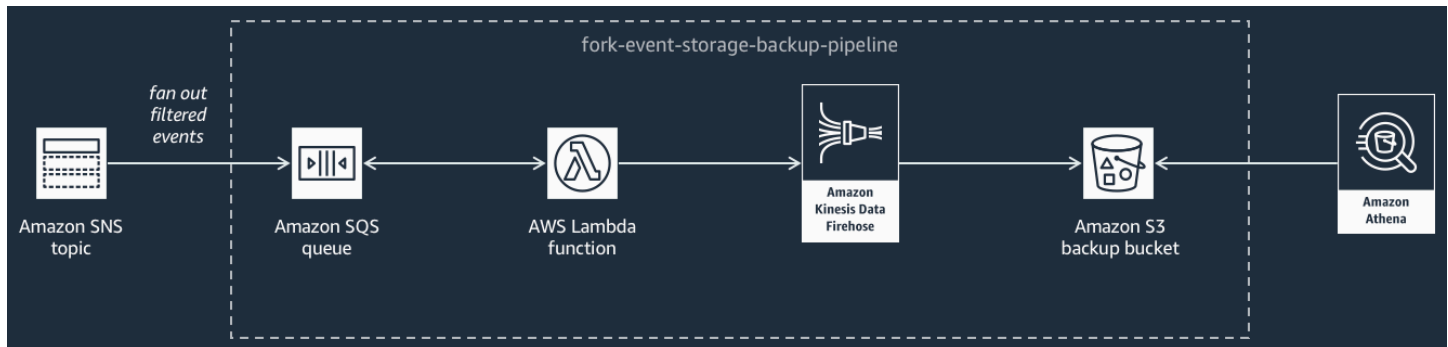 fork-event-storage-backup-pipeline
fan out
filtered
events
Amazon SNS
topic
Amazon SQS
queue
AWS Lambda
function
Amazon
Kinesis Data
Firehose
Amazon S3
backup bucket
Amazon
Athena